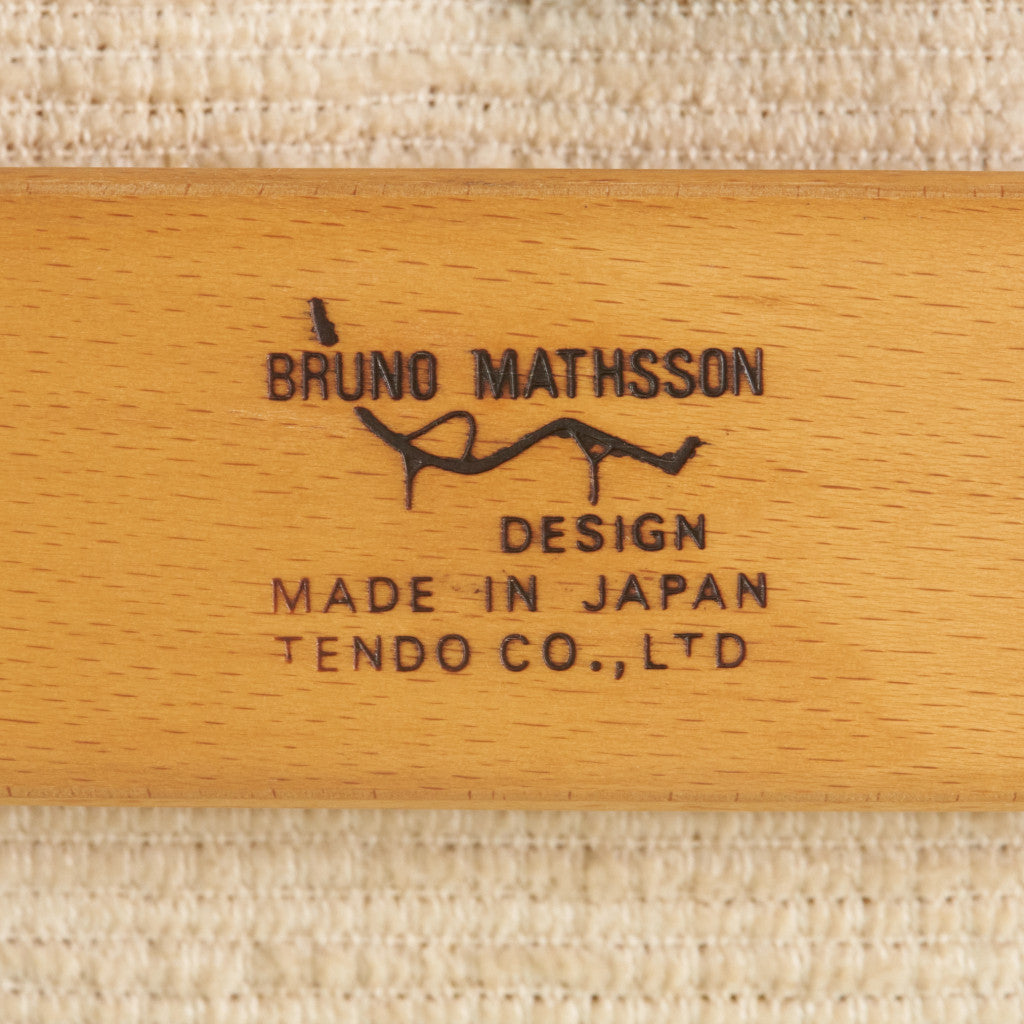 BRUNO MATHSSON
DESIGN
MADE IN JAPAN
TENDO CO., LTD